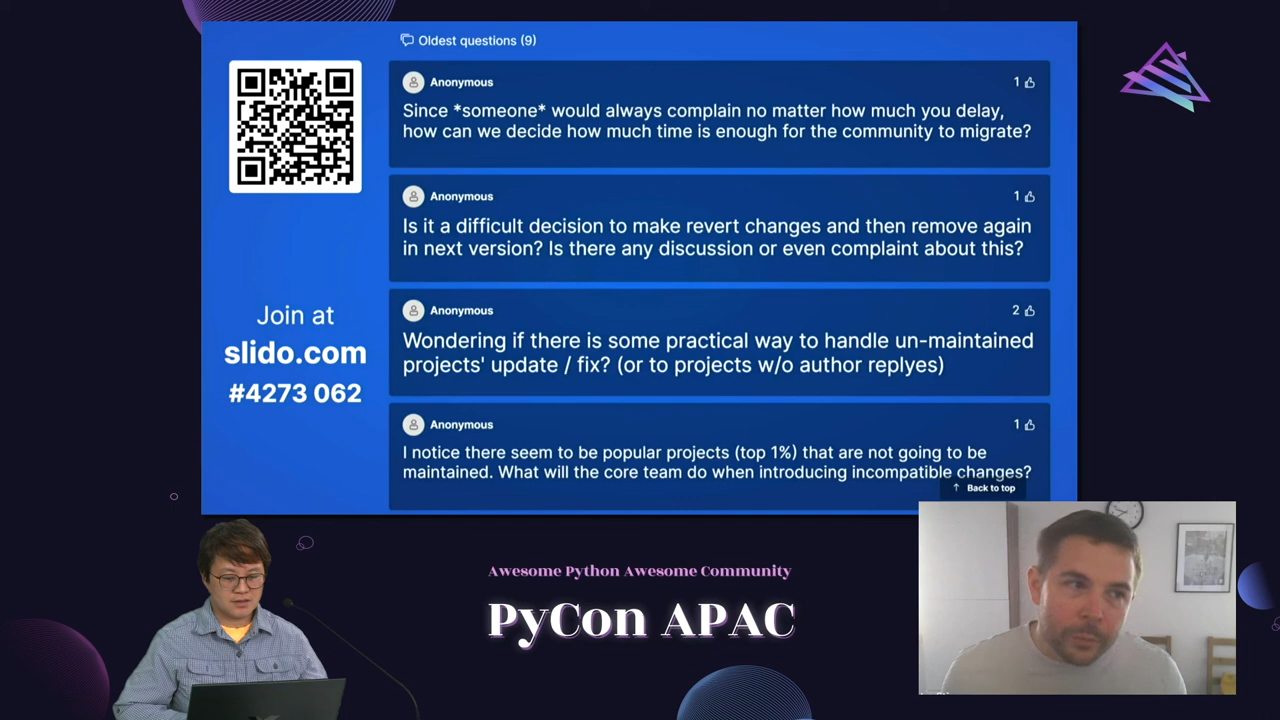 Oldest questions (9)
Anonymous
1
Since *someone* would always complain no matter how much you delay,
how can we decide how much time is enough for the community to migrate?
Anonymous
1
Is it a difficult decision to make revert changes and then remove again
in next version? Is there any discussion or even complaint about this?
Anonymous
2
Wondering if there is some practical way to handle un-maintained
projects' update / fix? (or to projects w/o author replyes)
Anonymous
1
I notice there seem to be popular projects (top 1%) that are not going to be
maintained. What will the core team do when introducing incompatible changes?
Back to top
Join at
slido.com
#4273 062
Awesome Python Awesome Community
PyCon APAC